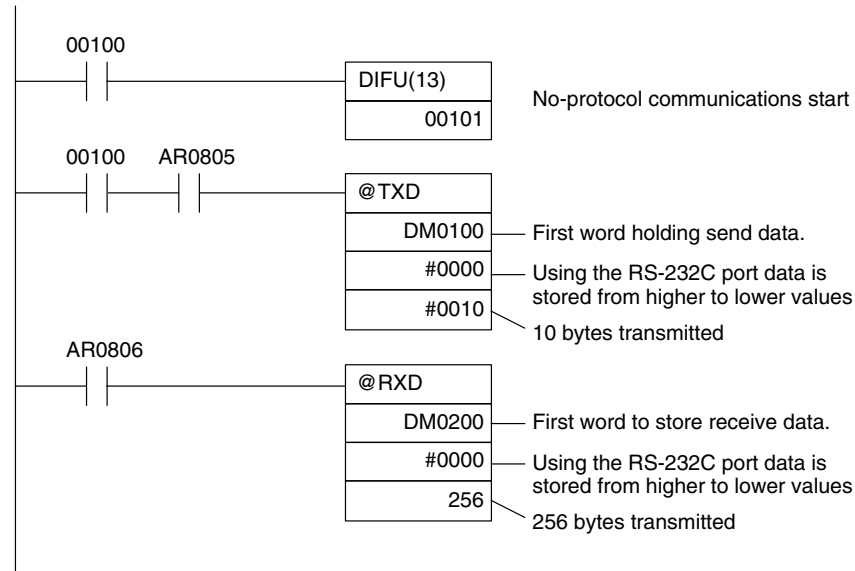 00100
DIFU(13)
00101
No-protocol communications start
00100 AR0805
@TXD
DM0100
First word holding send data.
#0000
Using the RS-232C port data is
stored from higher to lower values
#0010
10 bytes transmitted
AR0806
@RXD
DM0200
First word to store receive data.
#0000
Using the RS-232C port data is
stored from higher to lower values
256
256 bytes transmitted